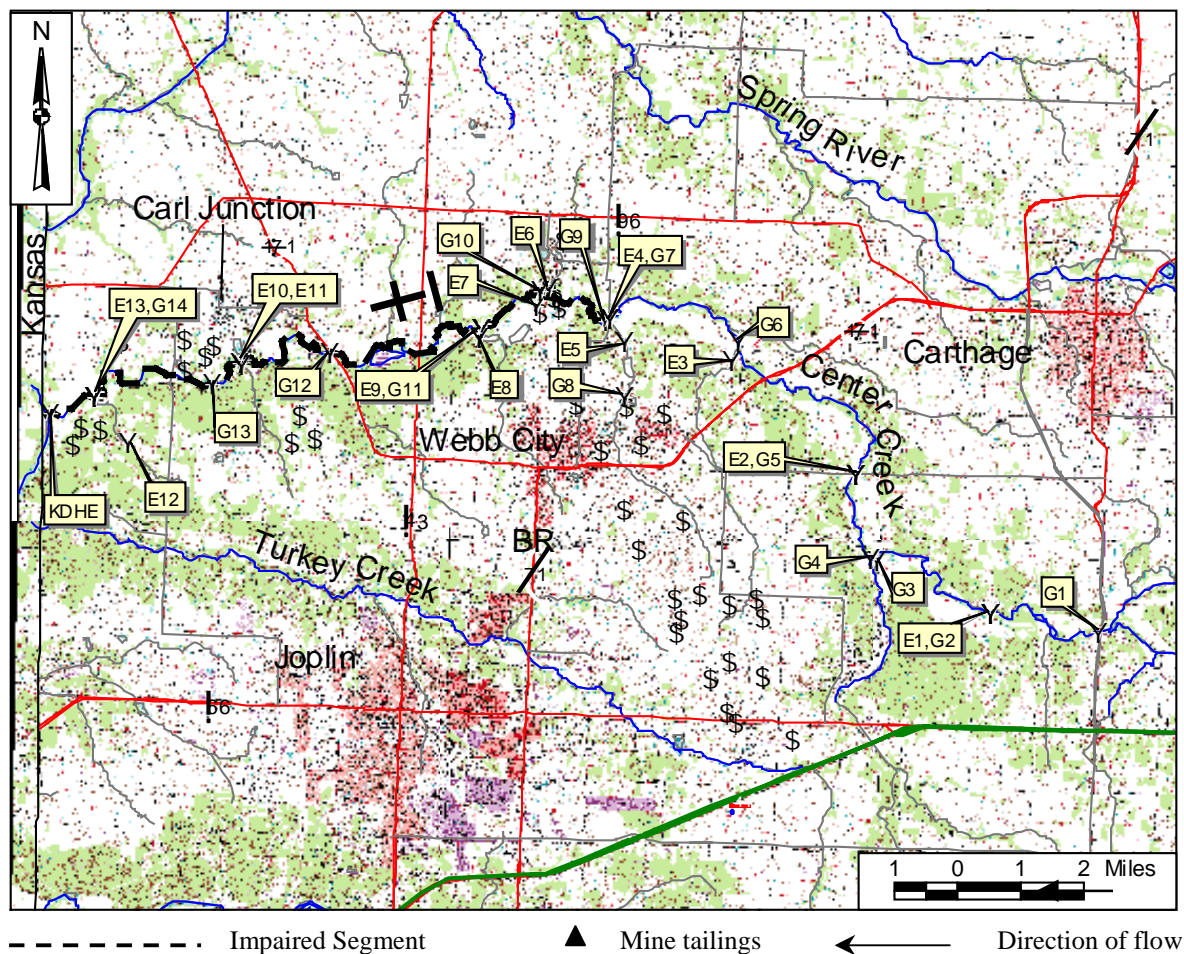 N
Spring River
71
Carl Junction
96
171
G10
E6
G9
E4,G7
Kansas
E7
E10,E11
E13,G14
G6
E5
E3
171
Carthage
G12
E9,G11
E8
G8
Center Creek
G13
Webb City
E2,G5
KDHE
E12
43
BR
71
Turkey Creek
G4
G3
G1
E1,G2
Joplin
66
1 0 1 2 Miles
Impaired Segment Mine tailings Direction of flow